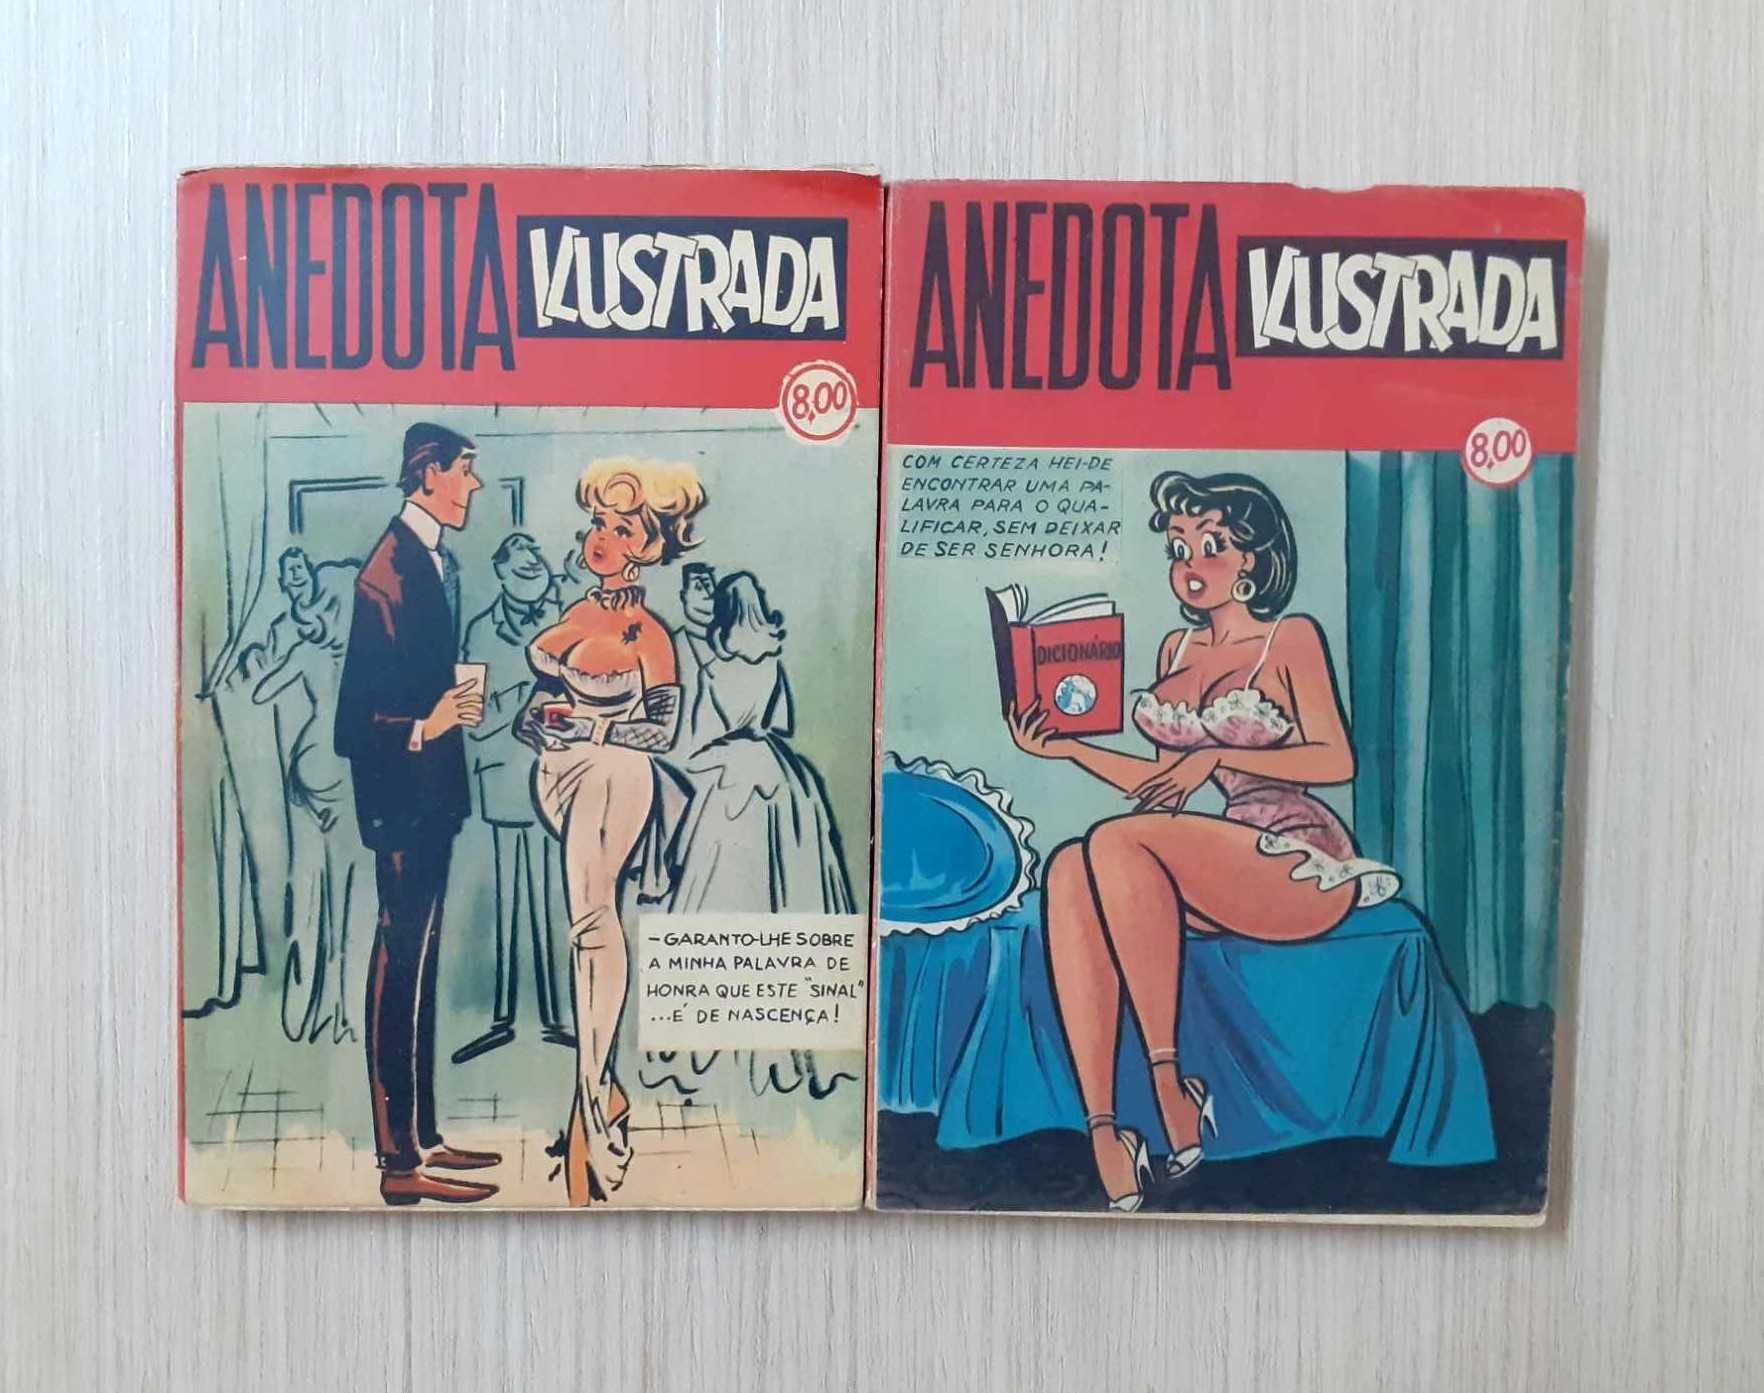 ANEDOTA ILUSTRADA
8,00
-GARANTO-LHE SOBRE
A MINHA PALAVRA DE
HONRA QUE ESTE "SINAL"
...É DE NASCENÇA!
ANEDOTA ILUSTRADA
8,00
COM CERTEZA HEI-DE
ENCONTRAR UMA PA-
LAVRA PARA O QUA-
LIFICAR, SEM DEIXAR
DE SER SENHORA!
DICIONÁRIO